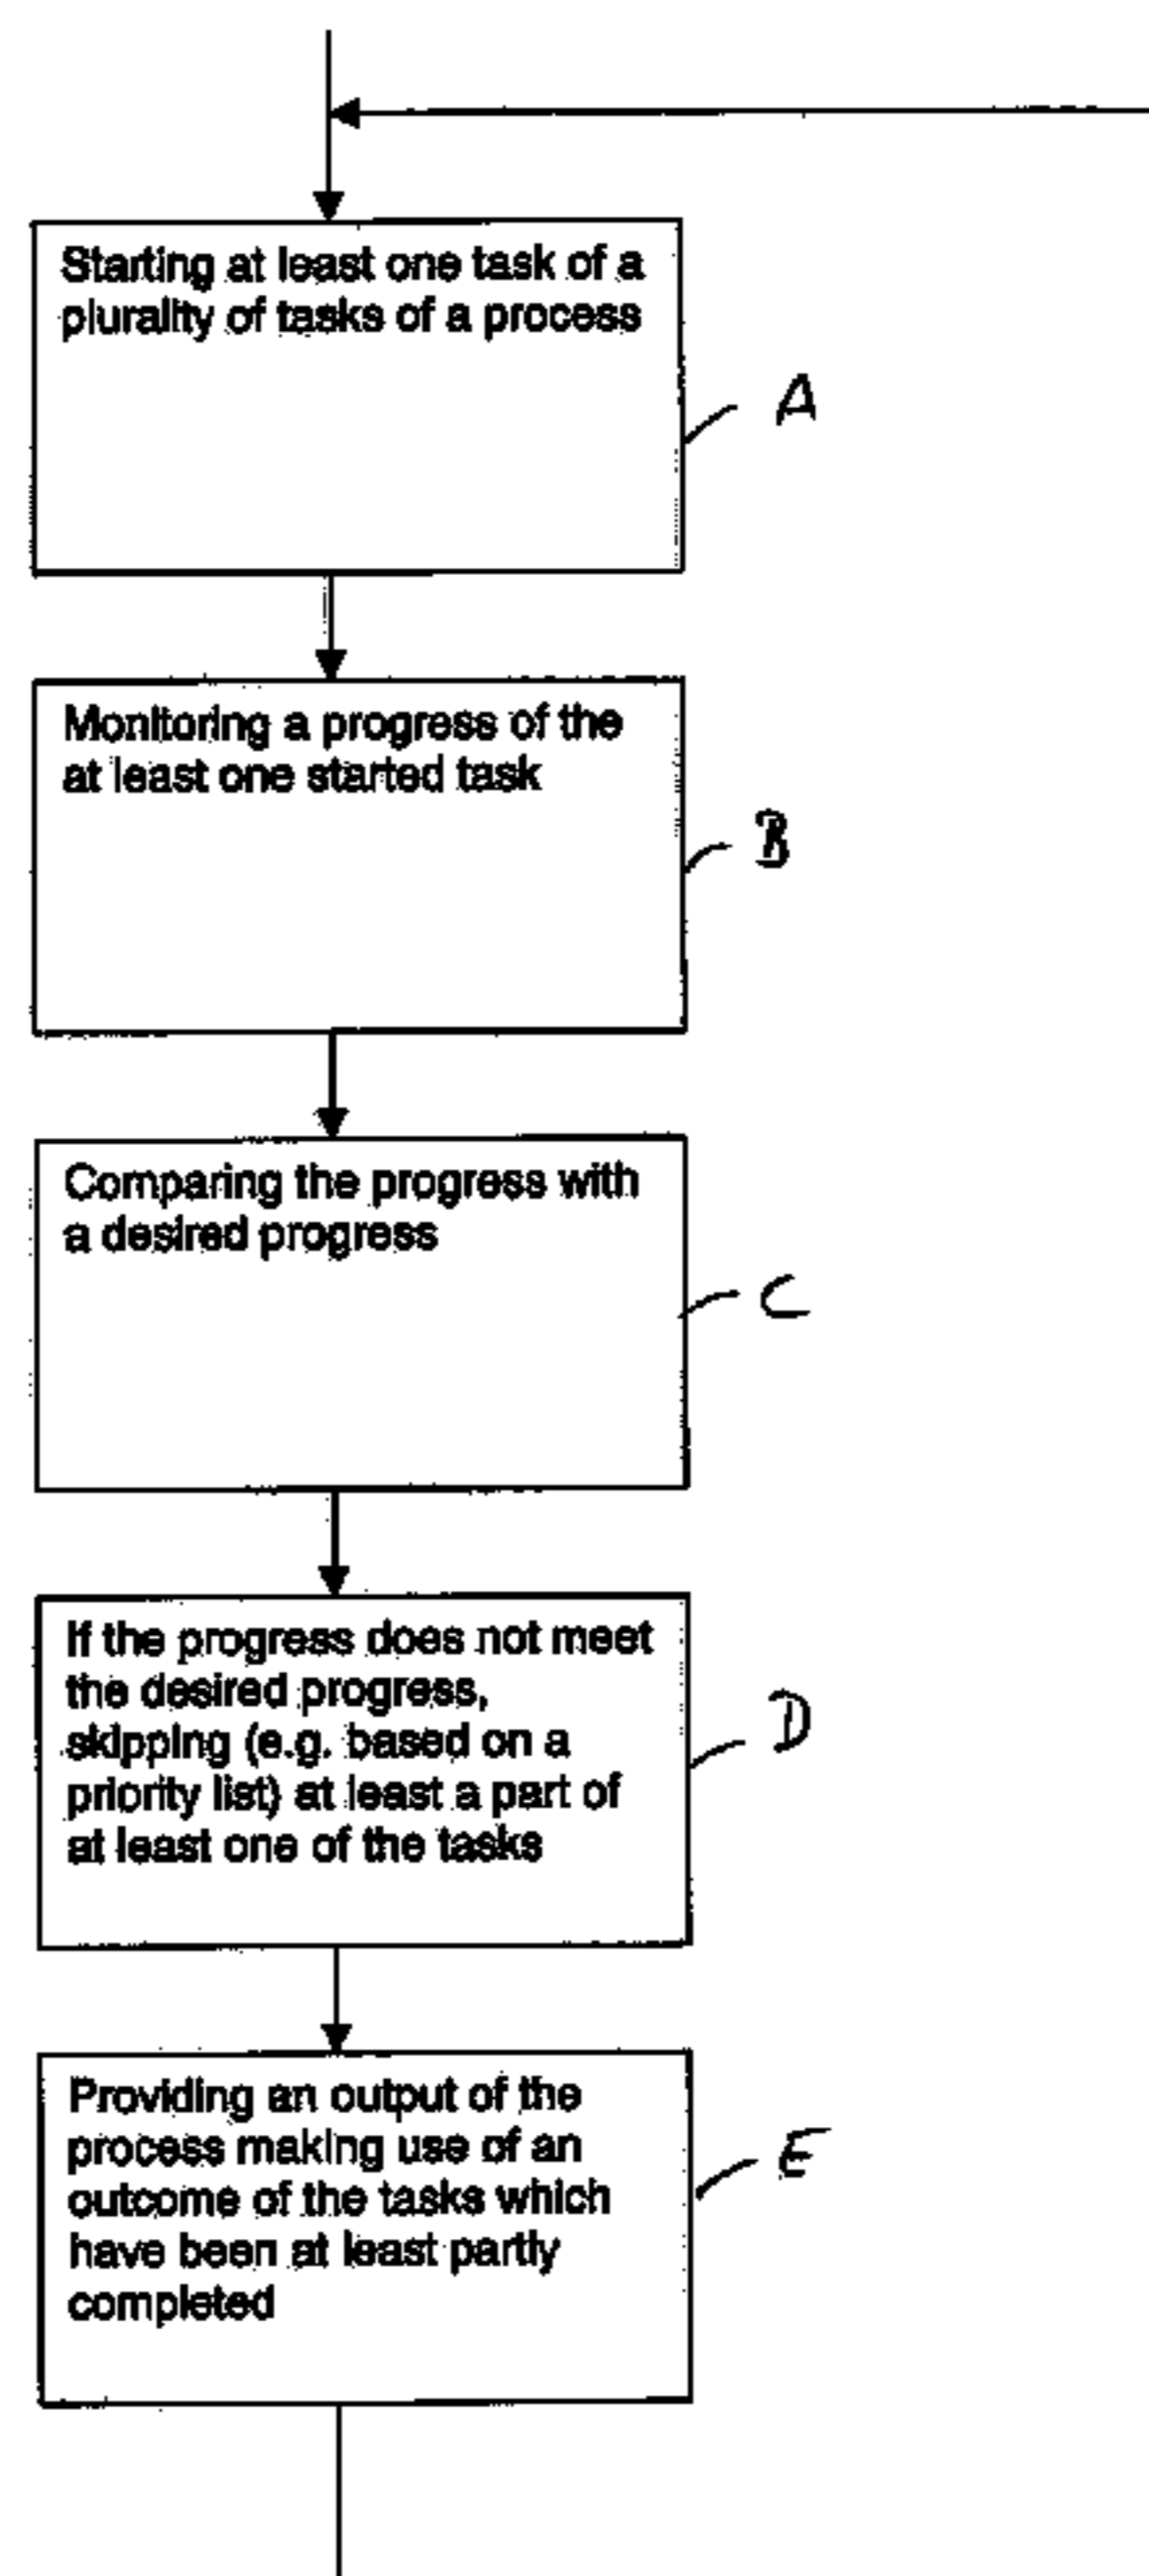 Starting at least one task of a
plurality of tasks of a process
A
Monitoring a progress of the
at least one started task
B
Comparing the progress with
a desired progress
C
If the progress does not meet
the desired progress,
skipping (e.g. based on a
priority list) at least a part of
at least one of the tasks
D
Providing an output of the
process making use of an
outcome of the tasks which
have been at least partly
completed
E